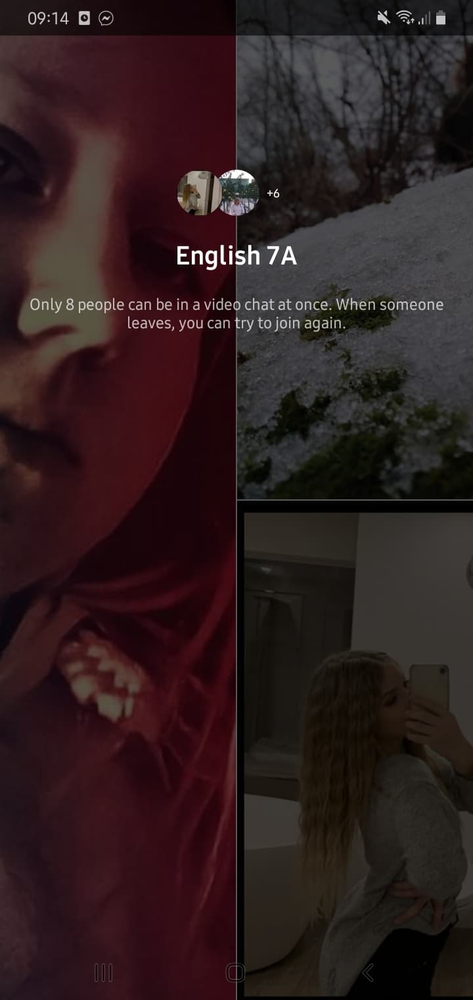 09:14
+6
English 7A
Only 8 people can be in a video chat at once. When someone
leaves, you can try to join again.